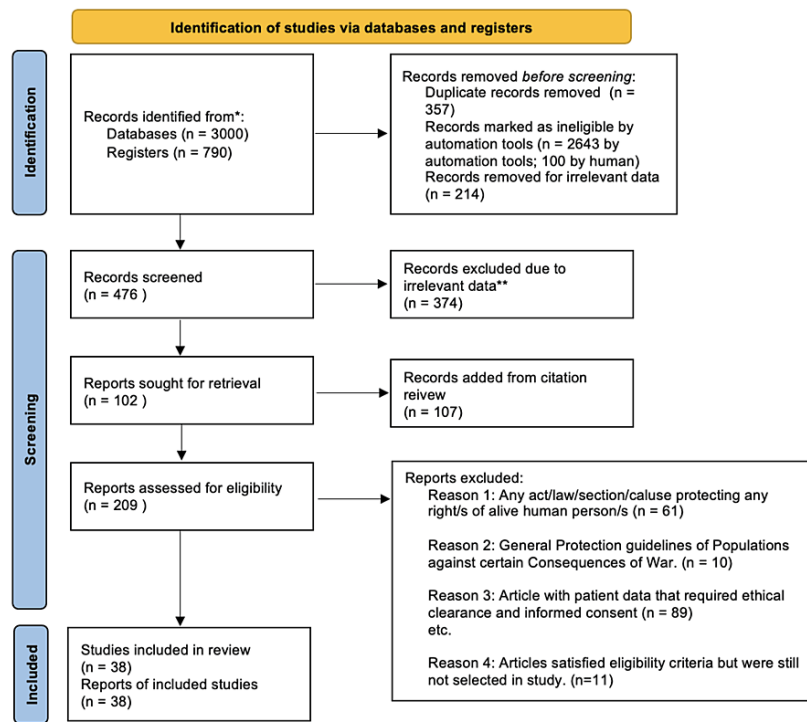 Identification of studies via databases and registers
Identification
Records identified from*:
Databases (n = 3000)
Registers (n = 790)
Records removed before screening:
Duplicate records removed (n =
357)
Records marked as ineligible by
automation tools (n = 2643 by
automation tools; 100 by human)
Records removed for irrelevant data
(n = 214)
Screening
Records screened
(n = 476 )
Records excluded due to
irrelevant data**
(n = 374)
Reports sought for retrieval
(n = 102 )
Records added from citation
reivew
(n = 107)
Reports assessed for eligibility
(n = 209 )
Reports excluded:
Reason 1: Any act/law/section/caluse protecting any
right/s of alive human person/s (n = 61)
Reason 2: General Protection guidelines of Populations
against certain Consequences of War. (n = 10)
Reason 3: Article with patient data that required ethical
clearance and informed consent (n = 89)
etc.
Reason 4: Articles satisfied eligibility criteria but were still
not selected in study. (n=11)
Included
Studies included in review
(n = 38)
Reports of included studies
(n = 38)